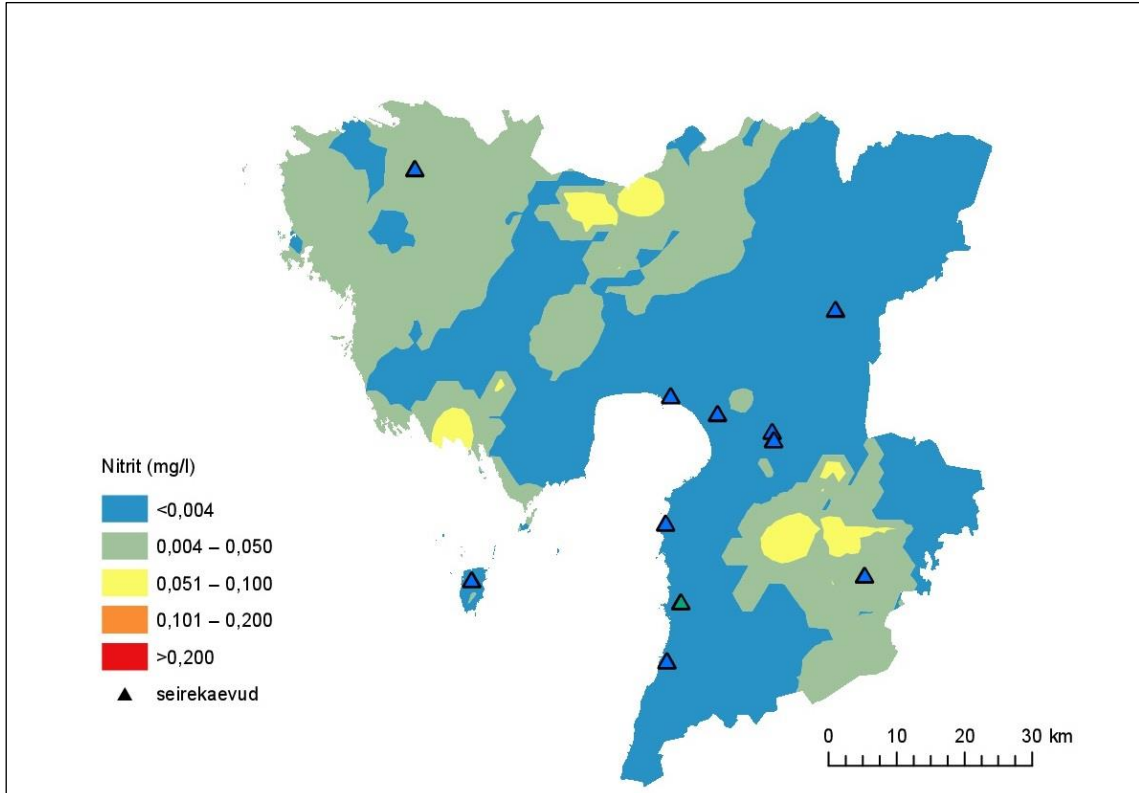 Nitrit (mg/l)
<0,004
0,004 – 0,050
0,051 – 0,100
0,101 – 0,200
>0,200
seirekaevud
0 10 20 30 km